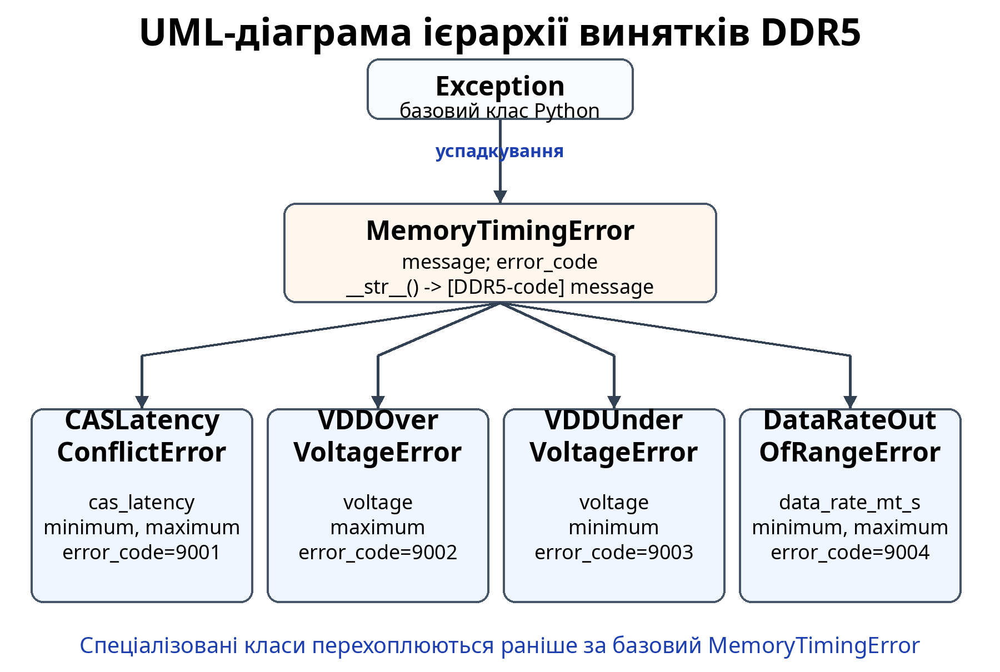 UML-діаграма ієрархії винятків DDR5
Exception
базовий клас Python
успадкування
MemoryTimingError
message; error_code
__str__() -> [DDR5-code] message
CASLatency
ConflictError
cas_latency
minimum, maximum
error_code=9001
VDDOver
VoltageError
voltage
maximum
error_code=9002
VDDUnder
VoltageError
voltage
minimum
error_code=9003
DataRateOut
OfRangeError
data_rate_mt_s
minimum, maximum
error_code=9004
Спеціалізовані класи перехоплюються раніше за базовий MemoryTimingError